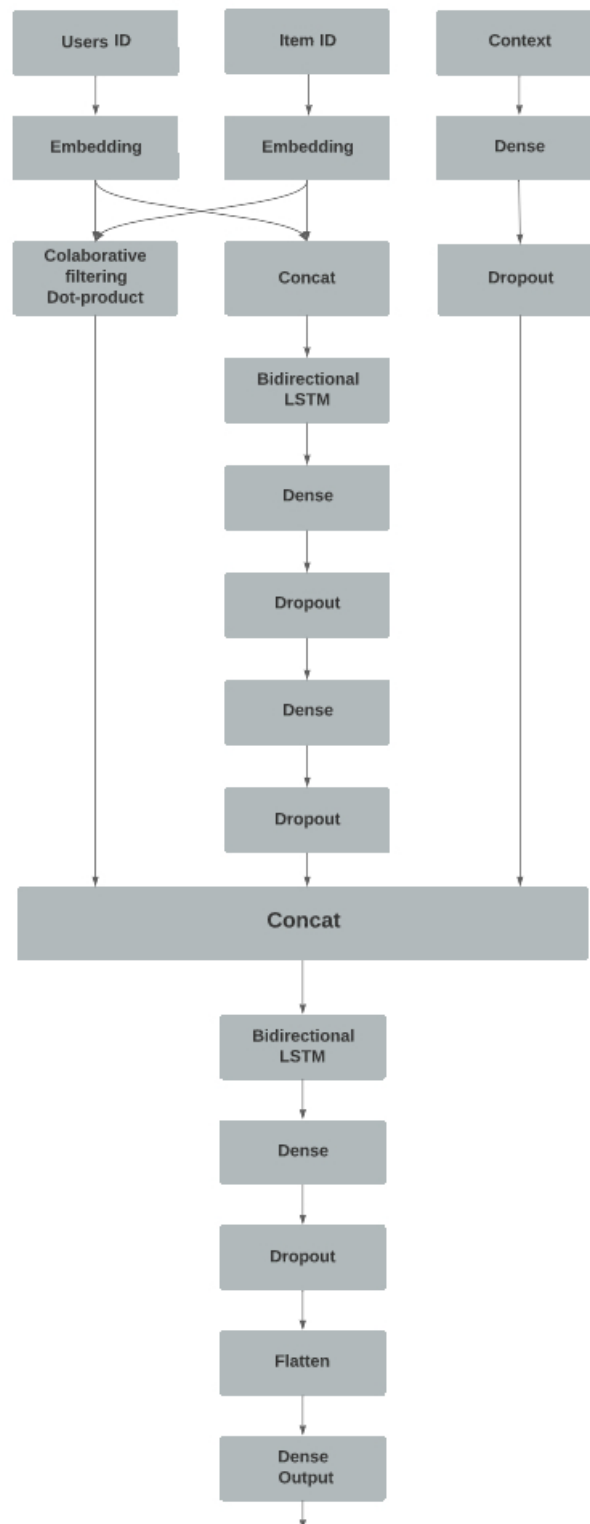 Users ID
Item ID
Context
Embedding
Embedding
Dense
Colaborative
filtering
Dot-product
Concat
Dropout
Bidirectional
LSTM
Dense
Dropout
Dense
Dropout
Concat
Bidirectional
LSTM
Dense
Dropout
Flatten
Dense
Output